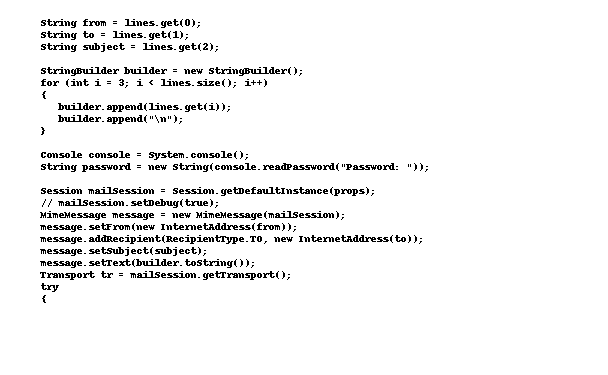 String from = lines.get(0);
String to = lines.get(1);
String subject = lines.get(2);

StringBuilder builder = new StringBuilder();
for (int i = 3; i < lines.size(); i++)
{
   builder.append(lines.get(i));
   builder.append("\n");
}

Console console = System.console();
String password = new String(console.readPassword("Password: "));

Session mailSession = Session.getDefaultInstance(props);
// mailSession.setDebug(true);
MimeMessage message = new MimeMessage(mailSession);
message.setFrom(new InternetAddress(from));
message.addRecipient(RecipientType.TO, new InternetAddress(to));
message.setSubject(subject);
message.setText(builder.toString());
Transport tr = mailSession.getTransport();
try
{